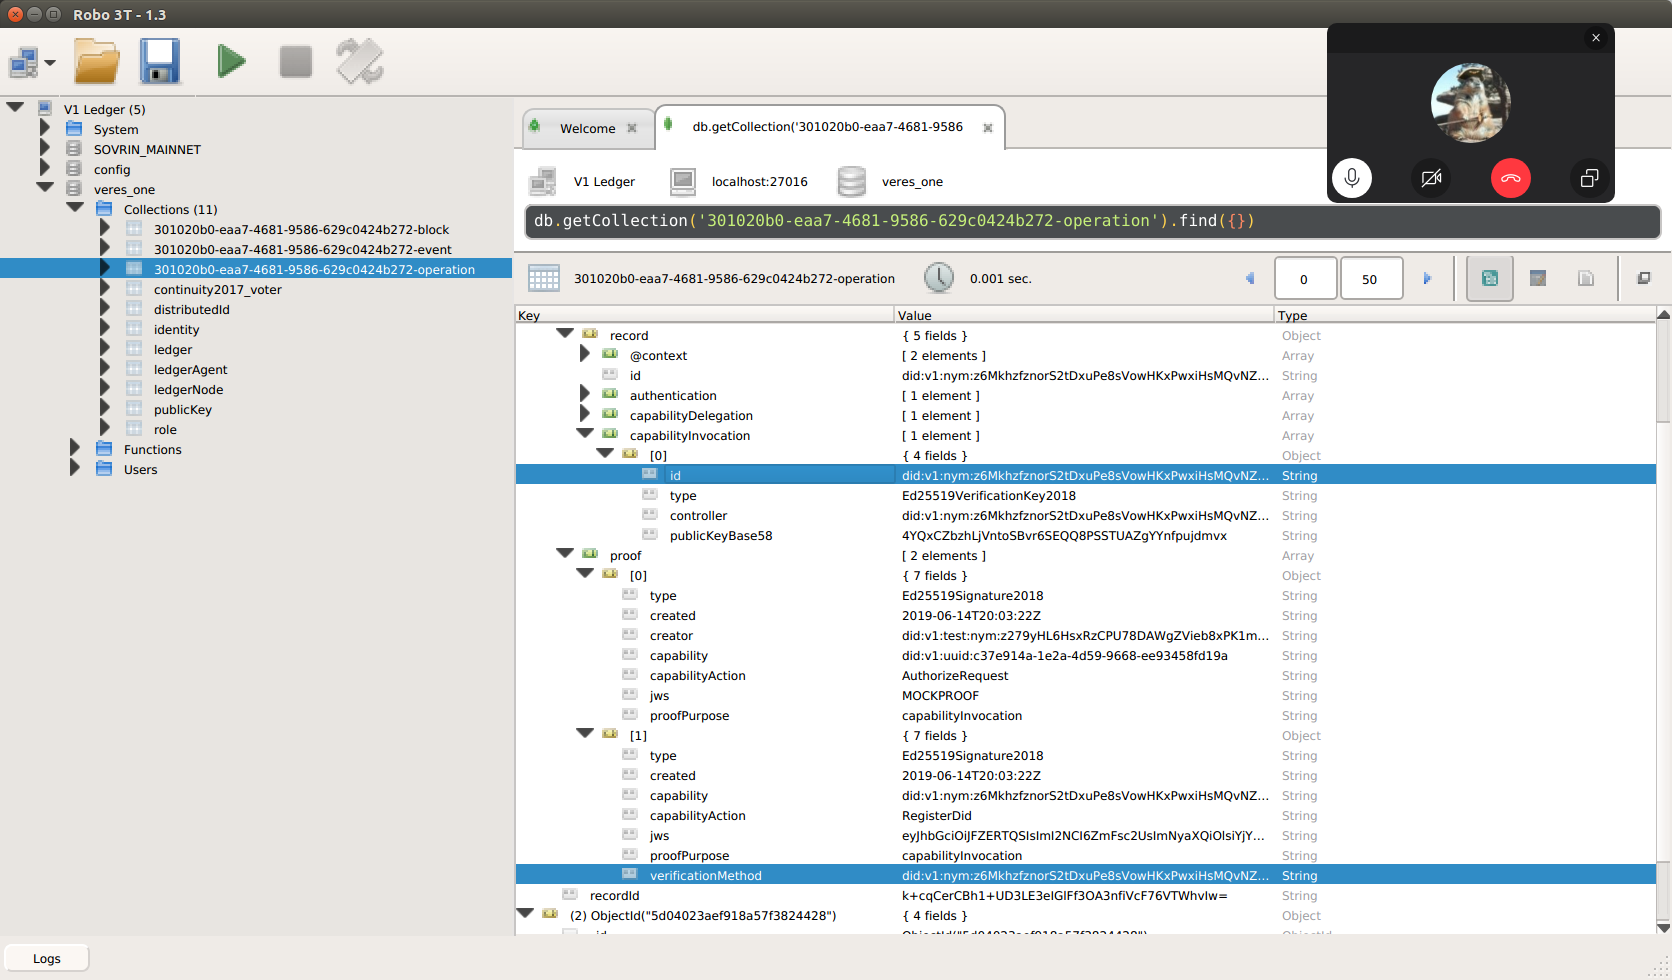 Robo 3T - 1.3
V1 Ledger (5)
System
SOVRIN_MAINNET
config
veres_one
Collections (11)
301020b0-eaa7-4681-9586-629c0424b272-block
301020b0-eaa7-4681-9586-629c0424b272-event
301020b0-eaa7-4681-9586-629c0424b272-operation
continuity2017_voter
distributedId
identity
ledger
ledgerAgent
ledgerNode
publicKey
role
Functions
Users
Welcome
db.getCollection('301020b0-eaa7-4681-9586
V1 Ledger localhost:27016 veres_one
db.getCollection('301020b0-eaa7-4681-9586-629c0424b272-operation').find({})
301020b0-eaa7-4681-9586-629c0424b272-operation 0.001 sec. 0 50
Key Value Type
record { 5 fields } Object
@context [ 2 elements ] Array
id did:v1:nym:z6MkhzfznorS2tDxuPe8sVowHKxPwxiHsMQvNZ... String
authentication [ 1 element ] Array
capabilityDelegation [ 1 element ] Array
capabilityInvocation [ 1 element ] Array
[0] { 4 fields } Object
id did:v1:nym:z6MkhzfznorS2tDxuPe8sVowHKxPwxiHsMQvNZ... String
type Ed25519VerificationKey2018 String
controller did:v1:nym:z6MkhzfznorS2tDxuPe8sVowHKxPwxiHsMQvNZ... String
publicKeyBase58 4YQxCZbzhLjVntoSBvr6SEQQ8PSSTUAZgYYnfpujdmvx String
proof [ 2 elements ] Array
[0] { 7 fields } Object
type Ed25519Signature2018 String
created 2019-06-14T20:03:22Z String
creator did:v1:test:nym:z279yHL6HsxRzCPU78DAWgZVieb8xPK1m... String
capability did:v1:uuid:c37e914a-1e2a-4d59-9668-ee93458fd19a String
capabilityAction AuthorizeRequest String
jws MOCKPROOF String
proofPurpose capabilityInvocation String
[1] { 7 fields } Object
type Ed25519Signature2018 String
created 2019-06-14T20:03:22Z String
capability did:v1:nym:z6MkhzfznorS2tDxuPe8sVowHKxPwxiHsMQvNZ... String
capabilityAction RegisterDid String
jws eyJhbGciOiJFZERTQSIsImI2NCI6ZmFsc2UsImNyaXQiOlsiYjY... String
proofPurpose capabilityInvocation String
verificationMethod did:v1:nym:z6MkhzfznorS2tDxuPe8sVowHKxPwxiHsMQvNZ... String
recordId k+cqCerCBh1+UD3LE3eIGIFf3OA3nfiVcF76VTWhvIw= String
(2) ObjectId("5d04023aef918a57f3824428") { 4 fields } Object
Logs